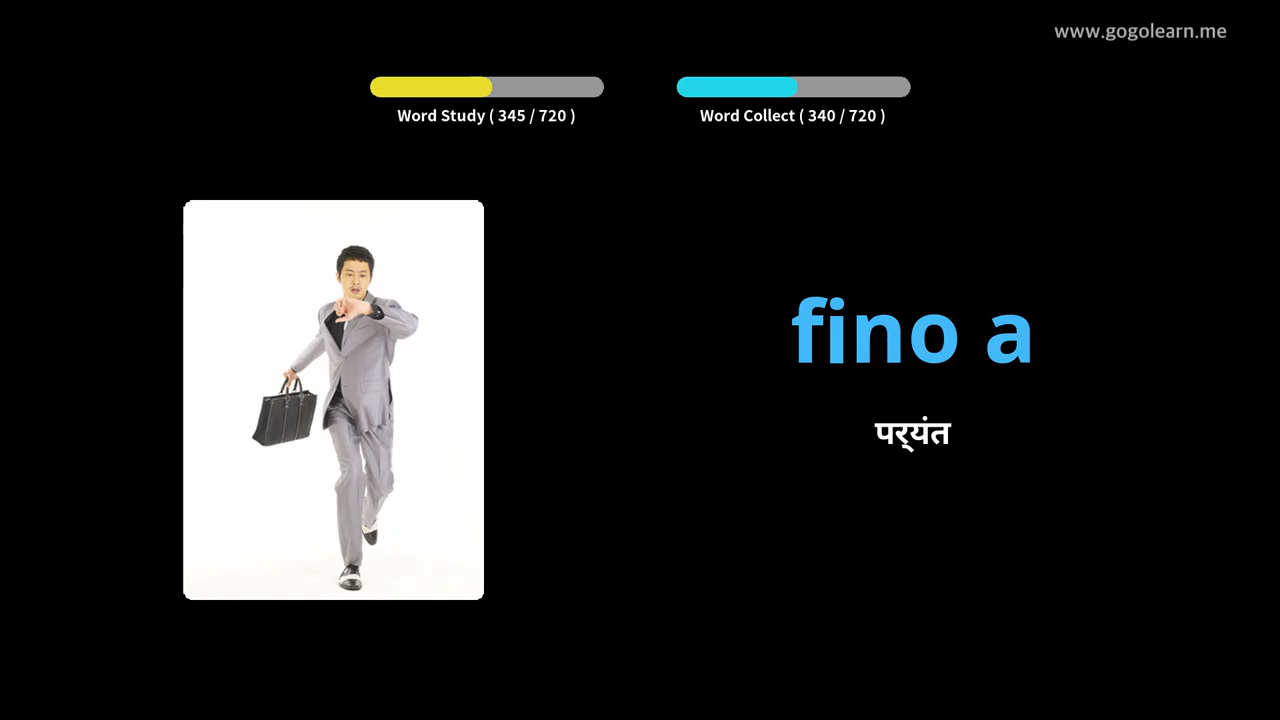 www.gogolearn.me
Word Study ( 345 / 720 )
Word Collect ( 340 / 720 )
fino a
पर्यंत